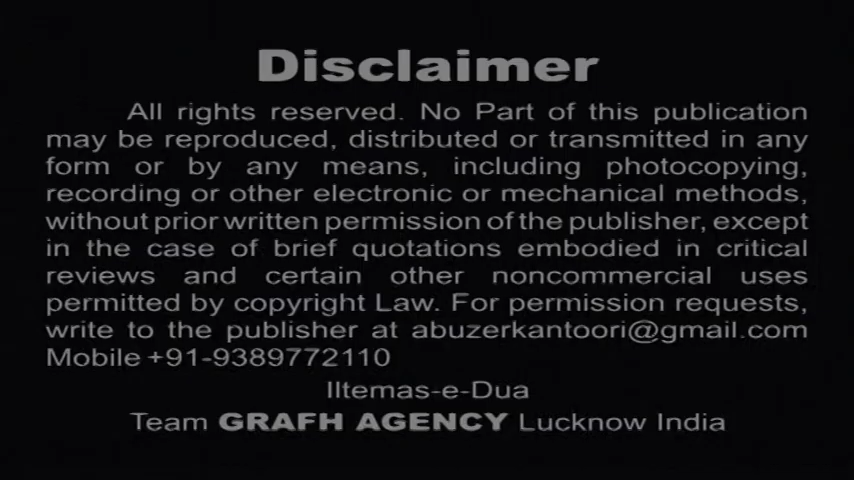 Disclaimer
All rights reserved. No Part of this publication
may be reproduced, distributed or transmitted in any
form or by any means, including photocopying,
recording or other electronic or mechanical methods,
without prior written permission of the publisher, except
in the case of brief quotations embodied in critical
reviews and certain other noncommercial uses
permitted by copyright Law. For permission requests,
write to the publisher at abuzerkantoori@gmail.com
Mobile +91-9389772110
IItemas-e-Dua
Team GRAFH AGENCY Lucknow India